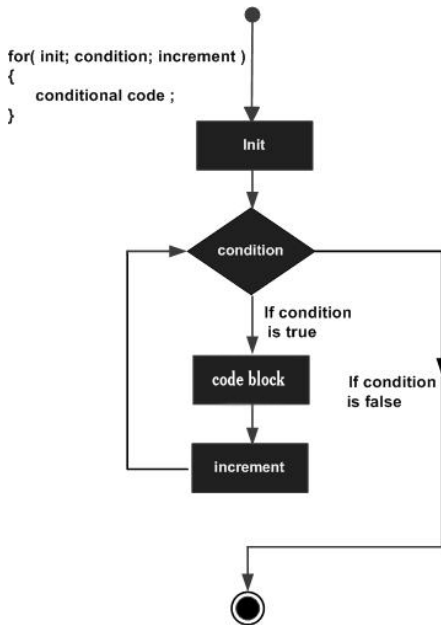 for( init; condition; increment )
{
conditional code ;
}
Init
condition
If condition
is true
code block
If condition
is false
increment